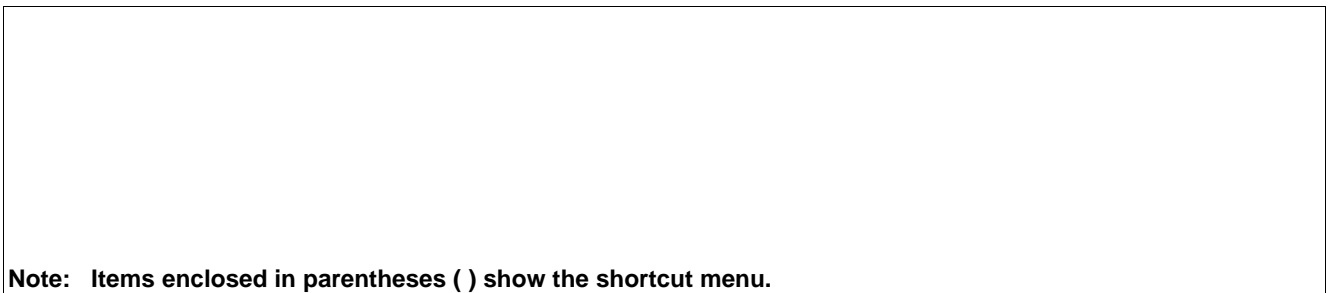 Note: Items enclosed in parentheses ( ) show the shortcut menu.